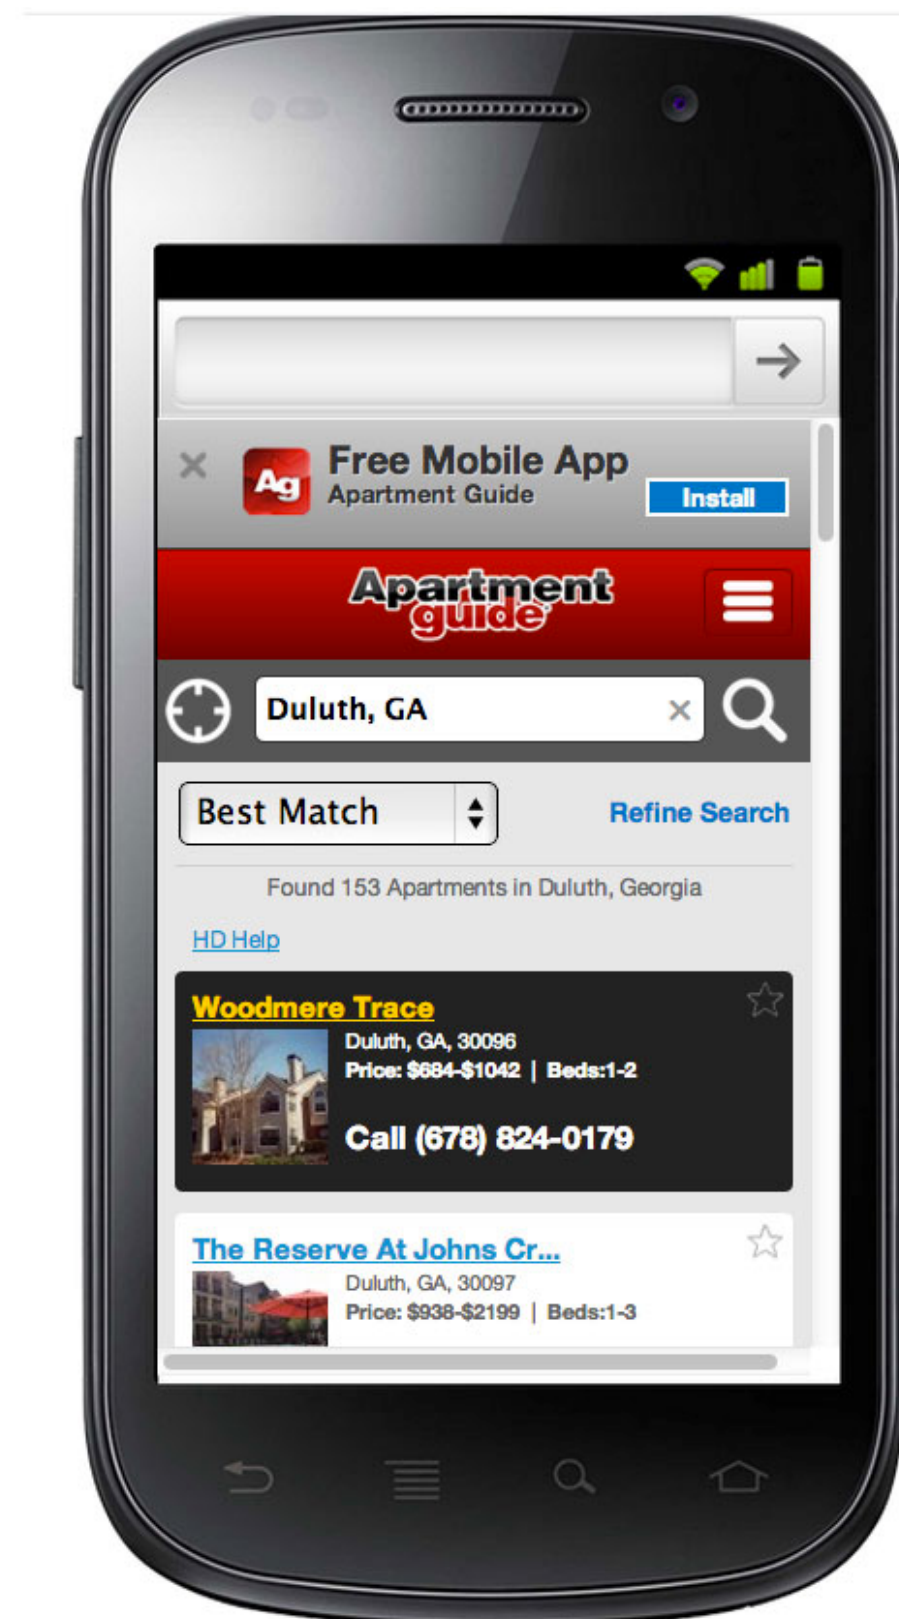 Free Mobile App
Ag
Apartment Guide
Install
Apartment
guide
Duluth, GA
Best Match
Refine Search
Found 153 Apartments in Duluth, Georgia
HD Help
Woodmere Trace
Duluth, GA, 30096
Price: $684-$1042 | Beds:1-2
Call (678) 824-0179
The Reserve At Johns Cr...
Duluth, GA, 30097
Price: $938-$2199 | Beds:1-3